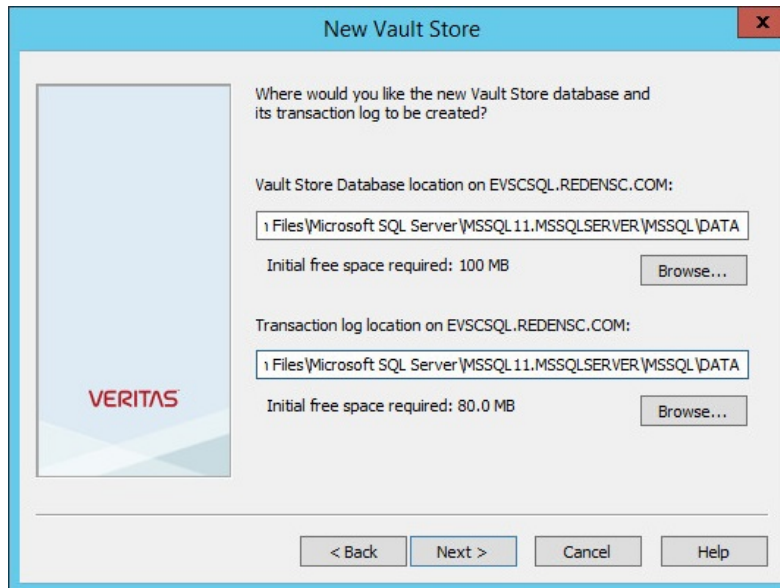 New Vault Store
x
Where would you like the new Vault Store database and
its transaction log to be created?
Vault Store Database location on EVSCSQL.REDENSC.COM:
Files\Microsoft SQL Server\MSSQL11.MSSQLSERVER\MSSQL\DATA
Initial free space required: 100 MB
Browse...
Transaction log location on EVSCSQL.REDENSC.COM:
Files\Microsoft SQL Server\MSSQL11.MSSQLSERVER\MSSQL\DATA
VERITAS
Initial free space required: 80.0 MB
Browse...
< Back Next > Cancel Help